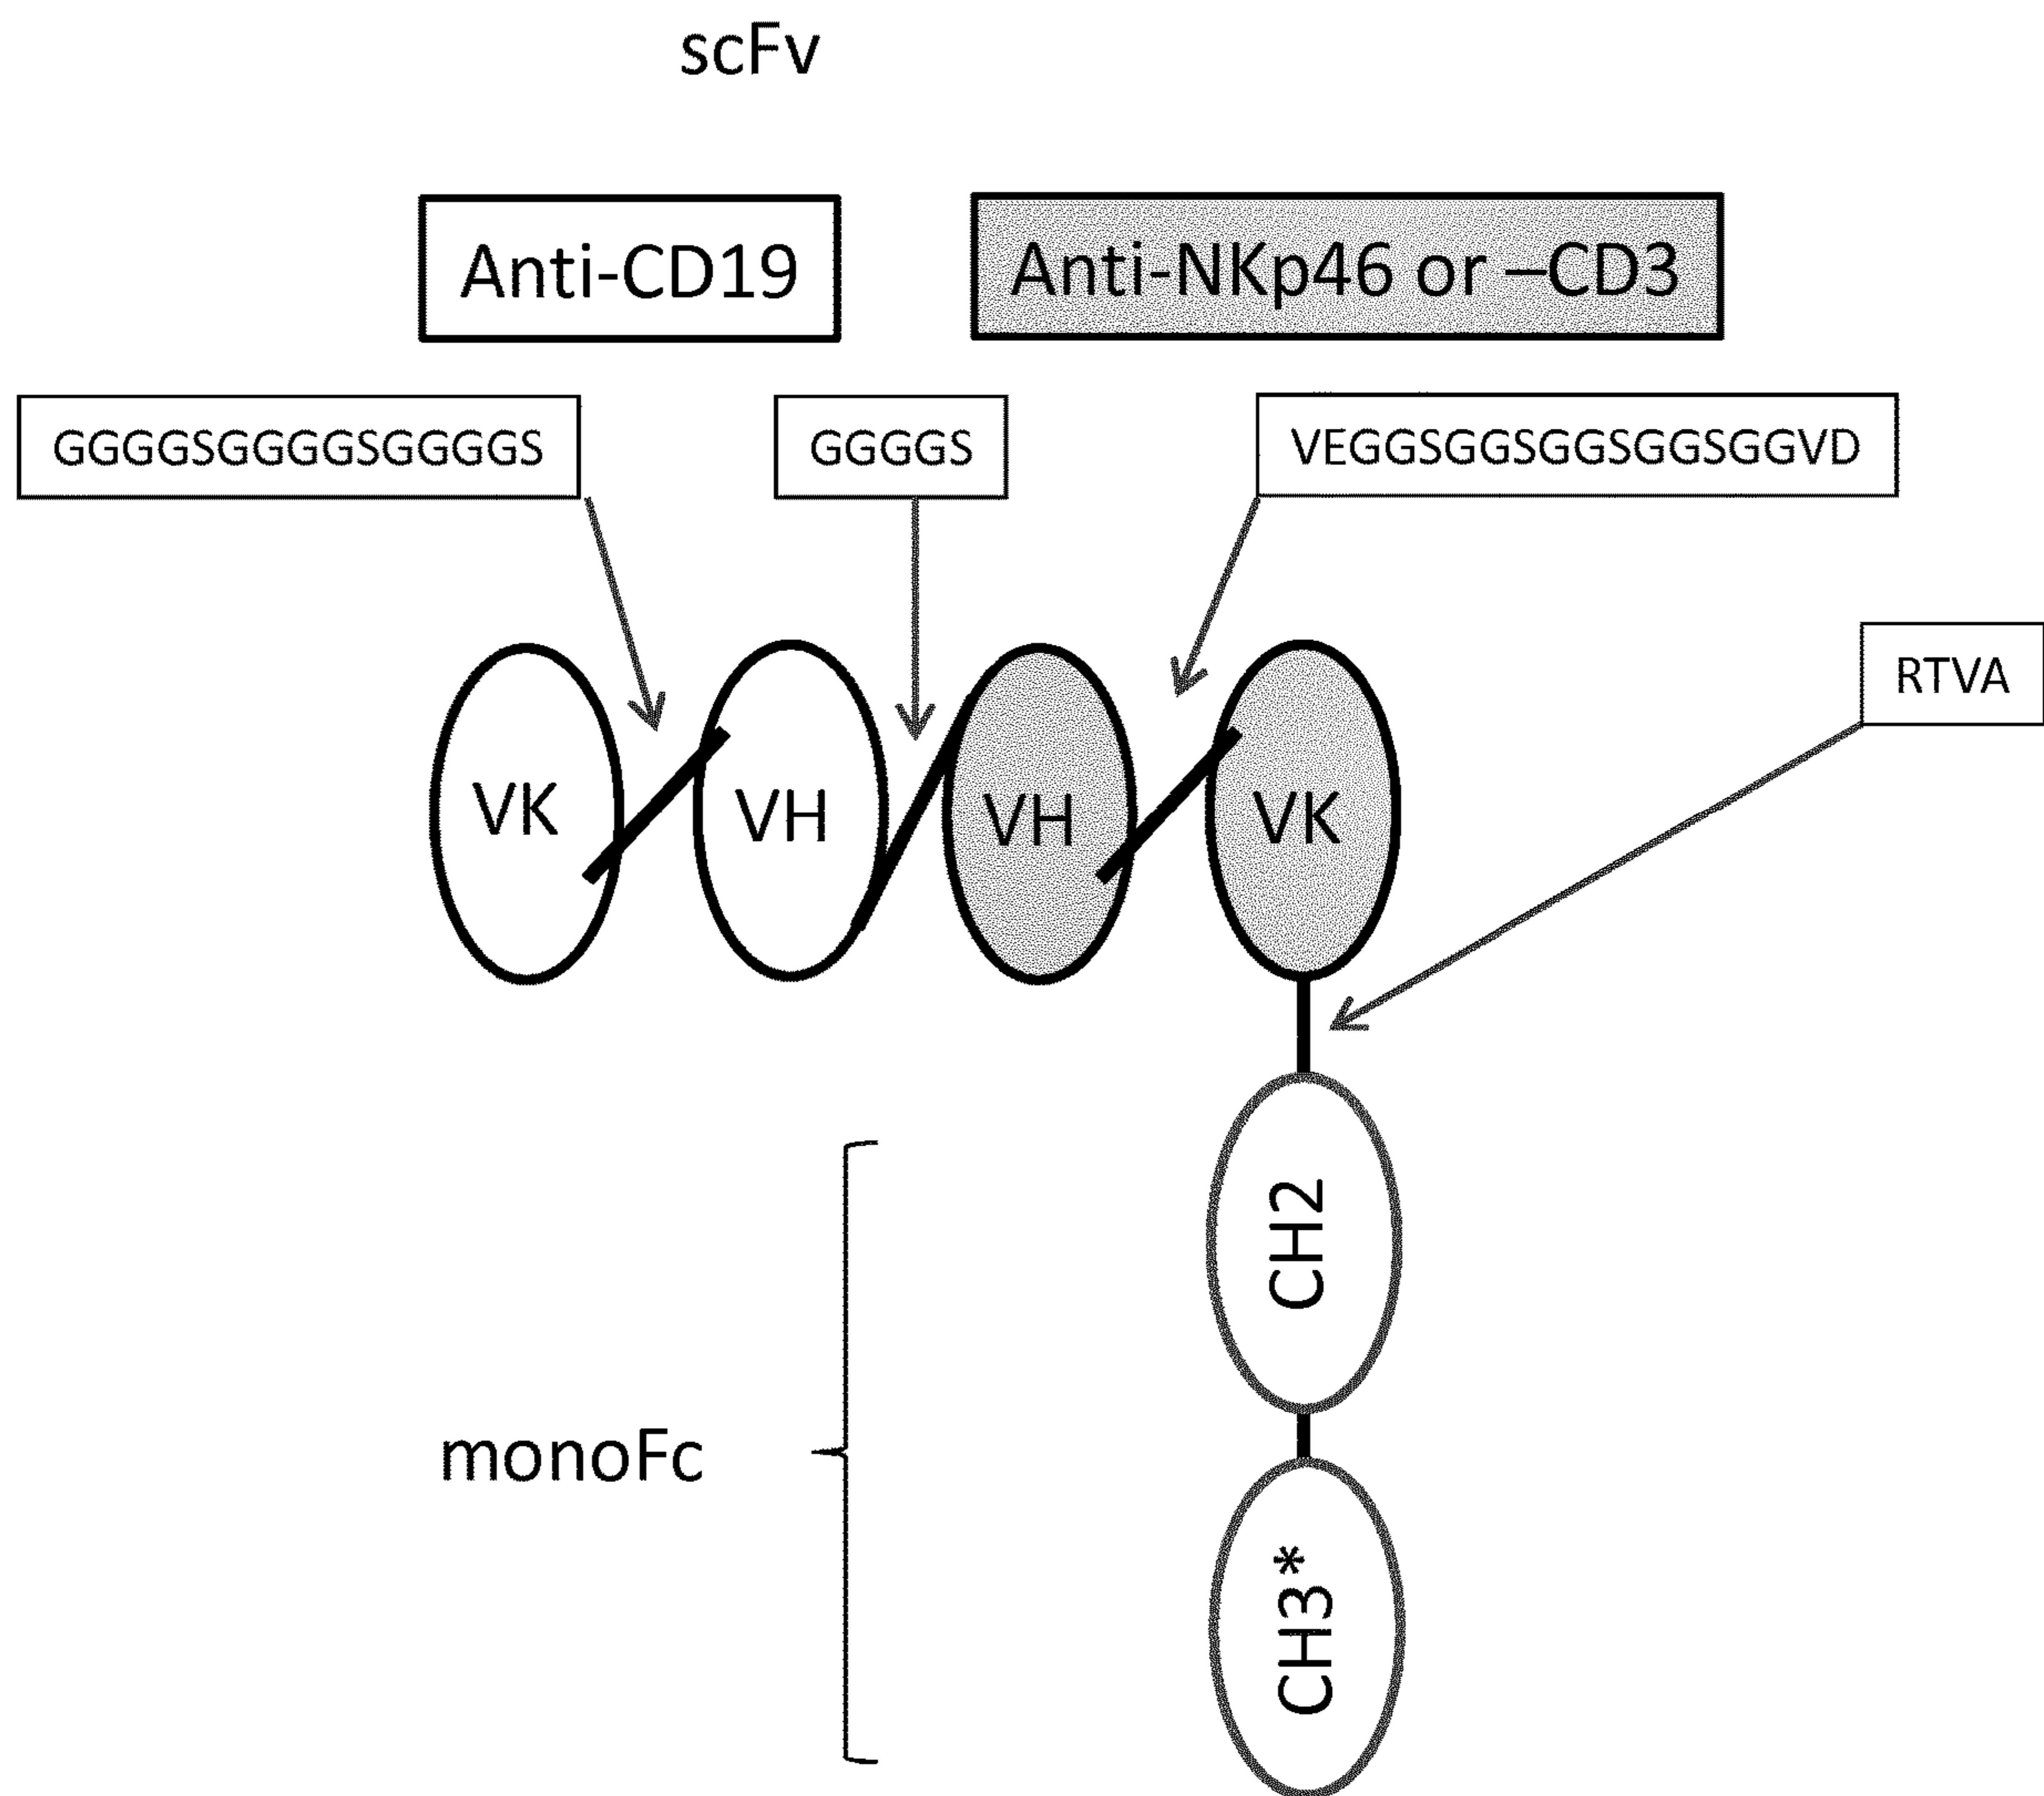 scFv
Anti-CD19
Anti-NKp46 or –CD3
GGGGSGGGGSGGGGS
GGGGS
VEGGSGGSGGSGGSGGVD
RTVA
VK
VH
VH
VK
CH2
monoFc
CH3*